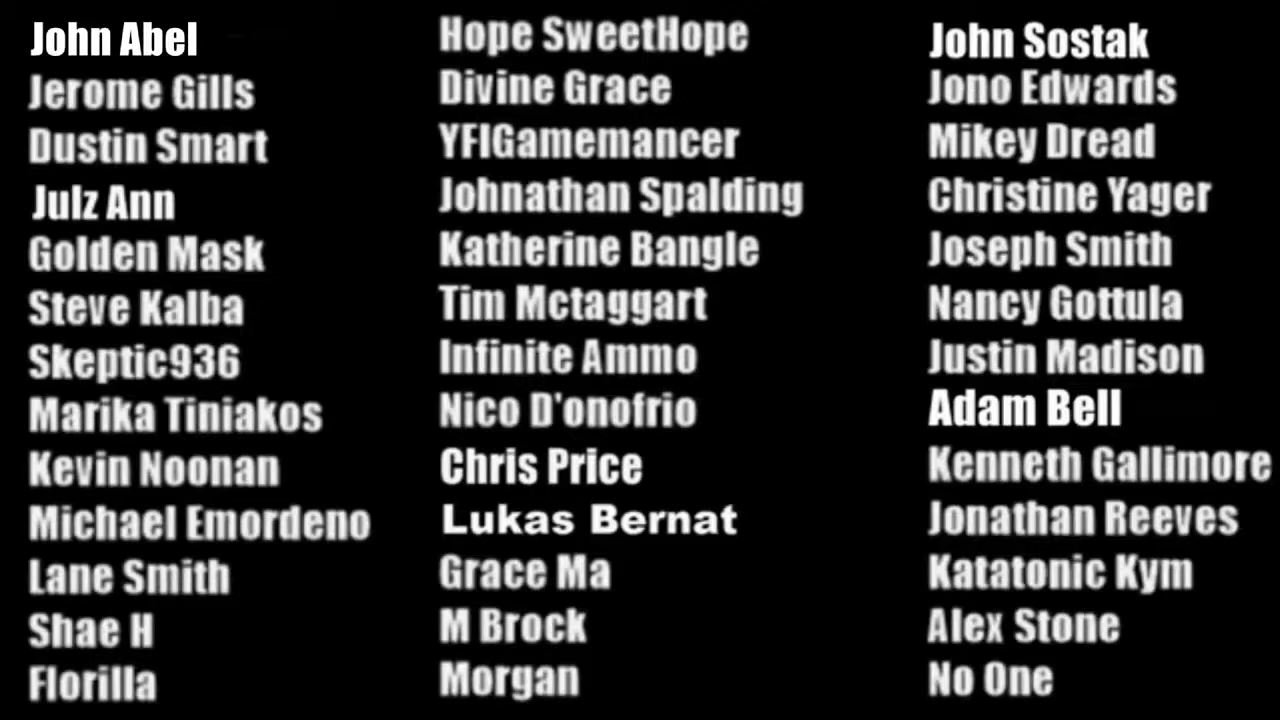 John Abel
Jerome Gills
Dustin Smart
Julz Ann
Golden Mask
Steve Kalba
Skeptic936
Marika Tiniakos
Kevin Noonan
Michael Emordeno
Lane Smith
Shae H
Florilla
Hope SweetHope
Divine Grace
YFIGamemancer
Johnathan Spalding
Katherine Bangle
Tim Mctaggart
Infinite Ammo
Nico D'onofrio
Chris Price
Lukas Bernat
Grace Ma
M Brock
Morgan
John Sostak
Jono Edwards
Mikey Dread
Christine Yager
Joseph Smith
Nancy Gottula
Justin Madison
Adam Bell
Kenneth Gallimore
Jonathan Reeves
Katatonic Kym
Alex Stone
No One